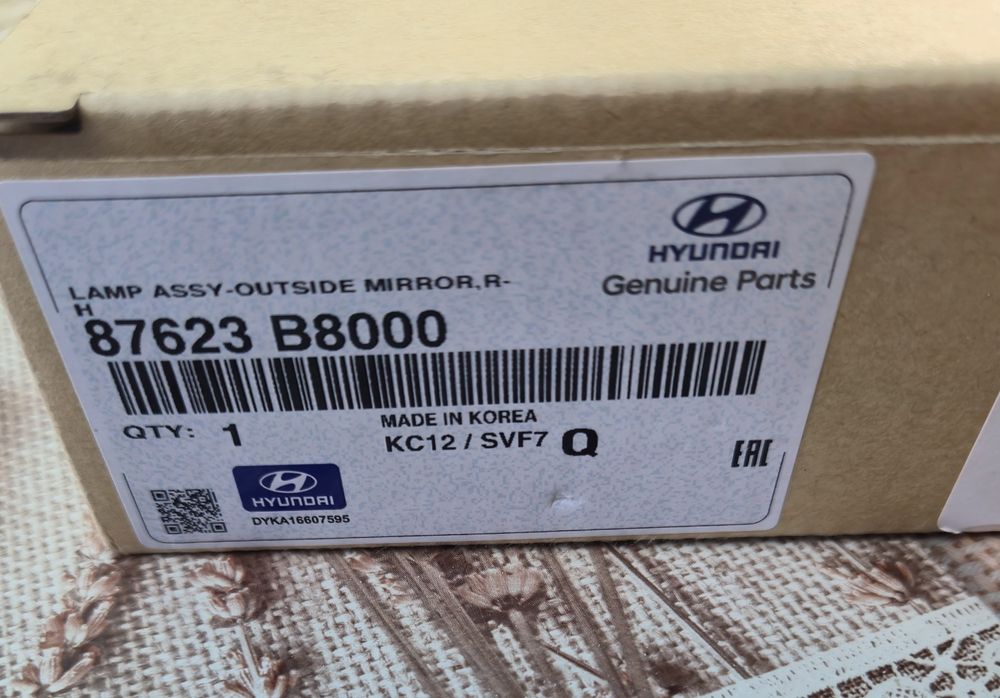 HYUNDAI
Genuine Parts
LAMP ASSY-OUTSIDE MIRROR,R-
H
87623 B8000
MADE IN KOREA
QTY: 1
KC12 / SVF7 Q
EAC
HYUNDAI
DYKA16607595